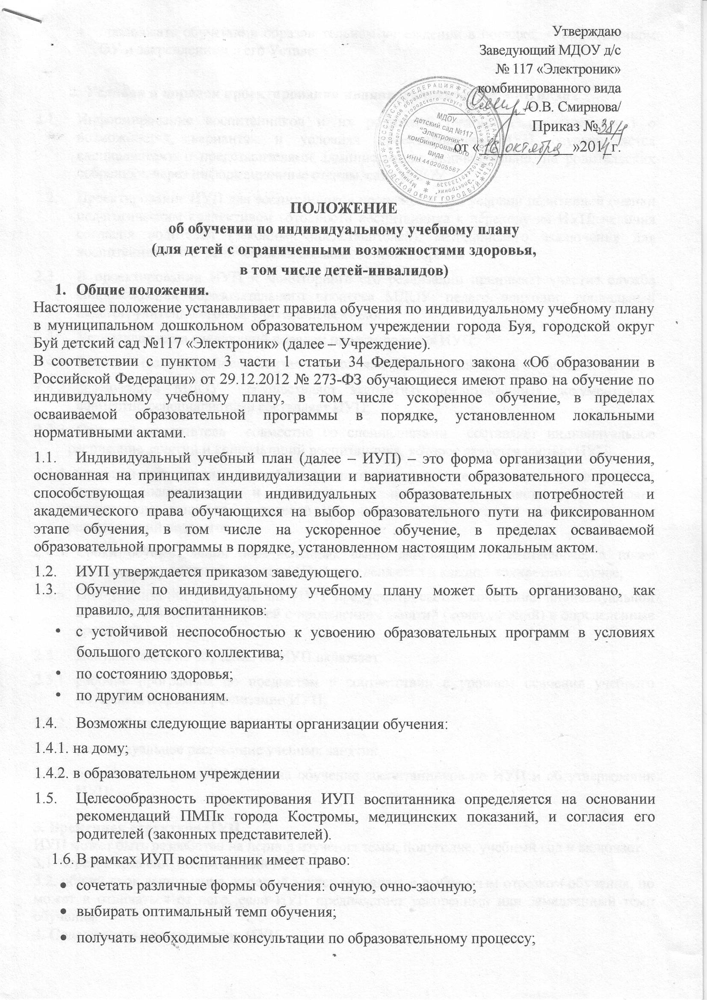 Утверждаю
Заведующий МДОУ д/с
№ 117 «Электроник»
комбинированного вида
/О.В. Смирнова/
Приказ № 38/1
от « 16 октября »2014 г.
РОССИЙСКАЯ ФЕДЕРАЦИЯ * КОСТРОМСКАЯ ОБЛАСТЬ * ГОРОДСКОЙ ОКРУГ ГОРОД БУЙ *
МДОУ
детский сад №117
"Электроник"
комбинированного
вида
ИНН 4402005567
ПОЛОЖЕНИЕ
об обучении по индивидуальному учебному плану
(для детей с ограниченными возможностями здоровья,
в том числе детей-инвалидов)
1. Общие положения.
Настоящее положение устанавливает правила обучения по индивидуальному учебному плану
в муниципальном дошкольном образовательном учреждении города Буя, городской округ
Буй детский сад №117 «Электроник» (далее – Учреждение).
В соответствии с пунктом 3 части 1 статьи 34 Федерального закона «Об образовании в
Российской Федерации» от 29.12.2012 № 273-ФЗ обучающиеся имеют право на обучение по
индивидуальному учебному плану, в том числе ускоренное обучение, в пределах
осваиваемой образовательной программы в порядке, установленном локальными
нормативными актами.
1.1. Индивидуальный учебный план (далее – ИУП) – это форма организации обучения,
основанная на принципах индивидуализации и вариативности образовательного процесса,
способствующая реализации индивидуальных образовательных потребностей и
академического права обучающихся на выбор образовательного пути на фиксированном
этапе обучения, в том числе на ускоренное обучение, в пределах осваиваемой
образовательной программы в порядке, установленном настоящим локальным актом.
1.2. ИУП утверждается приказом заведующего.
1.3. Обучение по индивидуальному учебному плану может быть организовано, как
правило, для воспитанников:
• с устойчивой неспособностью к усвоению образовательных программ в условиях
большого детского коллектива;
• по состоянию здоровья;
• по другим основаниям.
1.4. Возможны следующие варианты организации обучения:
1.4.1. на дому;
1.4.2. в образовательном учреждении
1.5. Целесообразность проектирования ИУП воспитанника определяется на основании
рекомендаций ПМПк города Костромы, медицинских показаний, и согласия его
родителей (законных представителей).
1.6. В рамках ИУП воспитанник имеет право:
• сочетать различные формы обучения: очную, очно-заочную;
• выбирать оптимальный темп обучения;
• получать необходимые консультации по образовательному процессу;